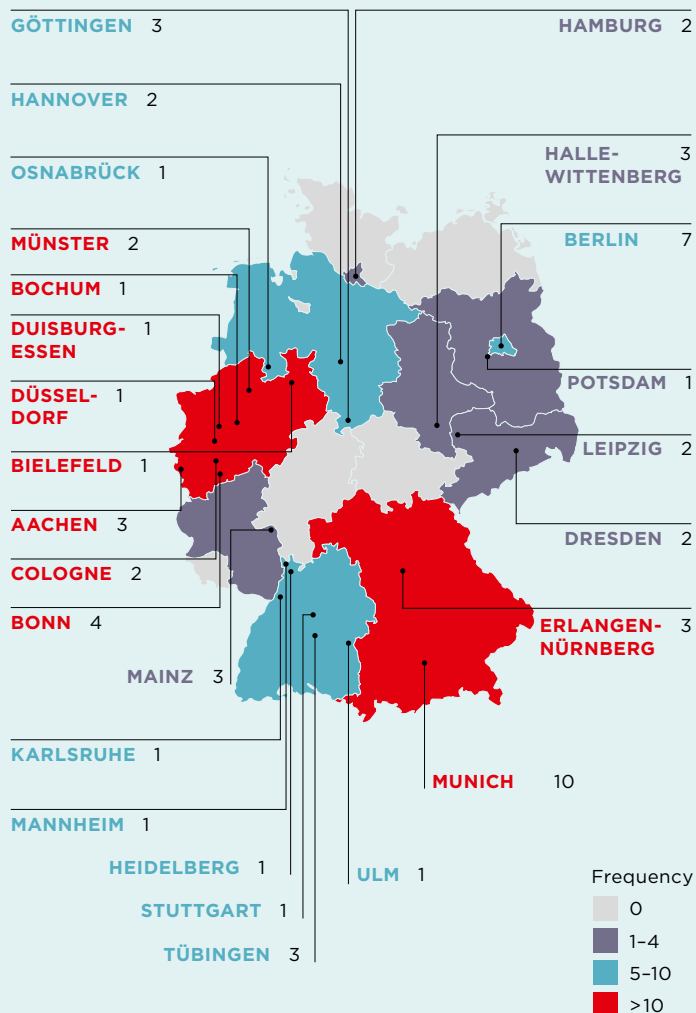 GÖTTINGEN 3
HAMBURG 2
HANNOVER 2
HALLE- 3
WITTENBERG
OSNABRÜCK 1
BERLIN 7
MÜNSTER 2
BOCHUM 1
DUISBURG- 1
ESSEN
POTSDAM 1
DÜSSEL- 1
DORF
LEIPZIG 2
BIELEFELD 1
AACHEN 3
DRESDEN 2
COLOGNE 2
BONN 4
ERLANGEN- 3
NÜRNBERG
MAINZ 3
KARLSRUHE 1
MUNICH 10
MANNHEIM 1
HEIDELBERG 1
ULM 1
STUTTGART 1
TÜBINGEN 3
Frequency
0
1–4
5–10
>10